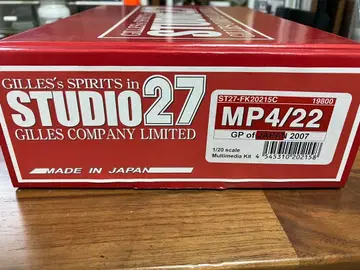 GILLES's SPIRITS in
STUDIO27
GILLES COMPANY LIMITED
MADE IN JAPAN
ST27-FK20215C 19800
MP4/22
GP of JAPAN 2007
1/20 scale
Multimedia Kit 4 545310 202158